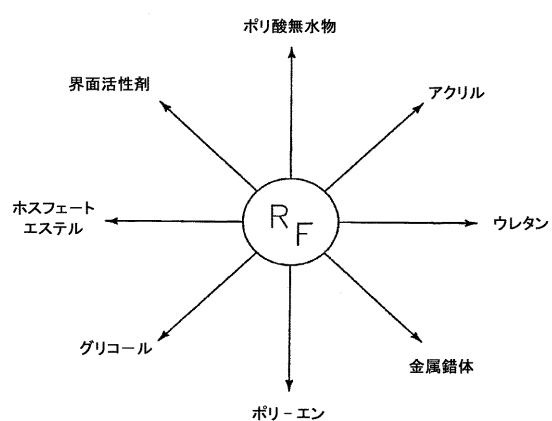 ポリ酸無水物
界面活性剤
アクリル
ホスフェート
エステル
R F
ウレタン
グリコール
金属錯体
ポリ-エン